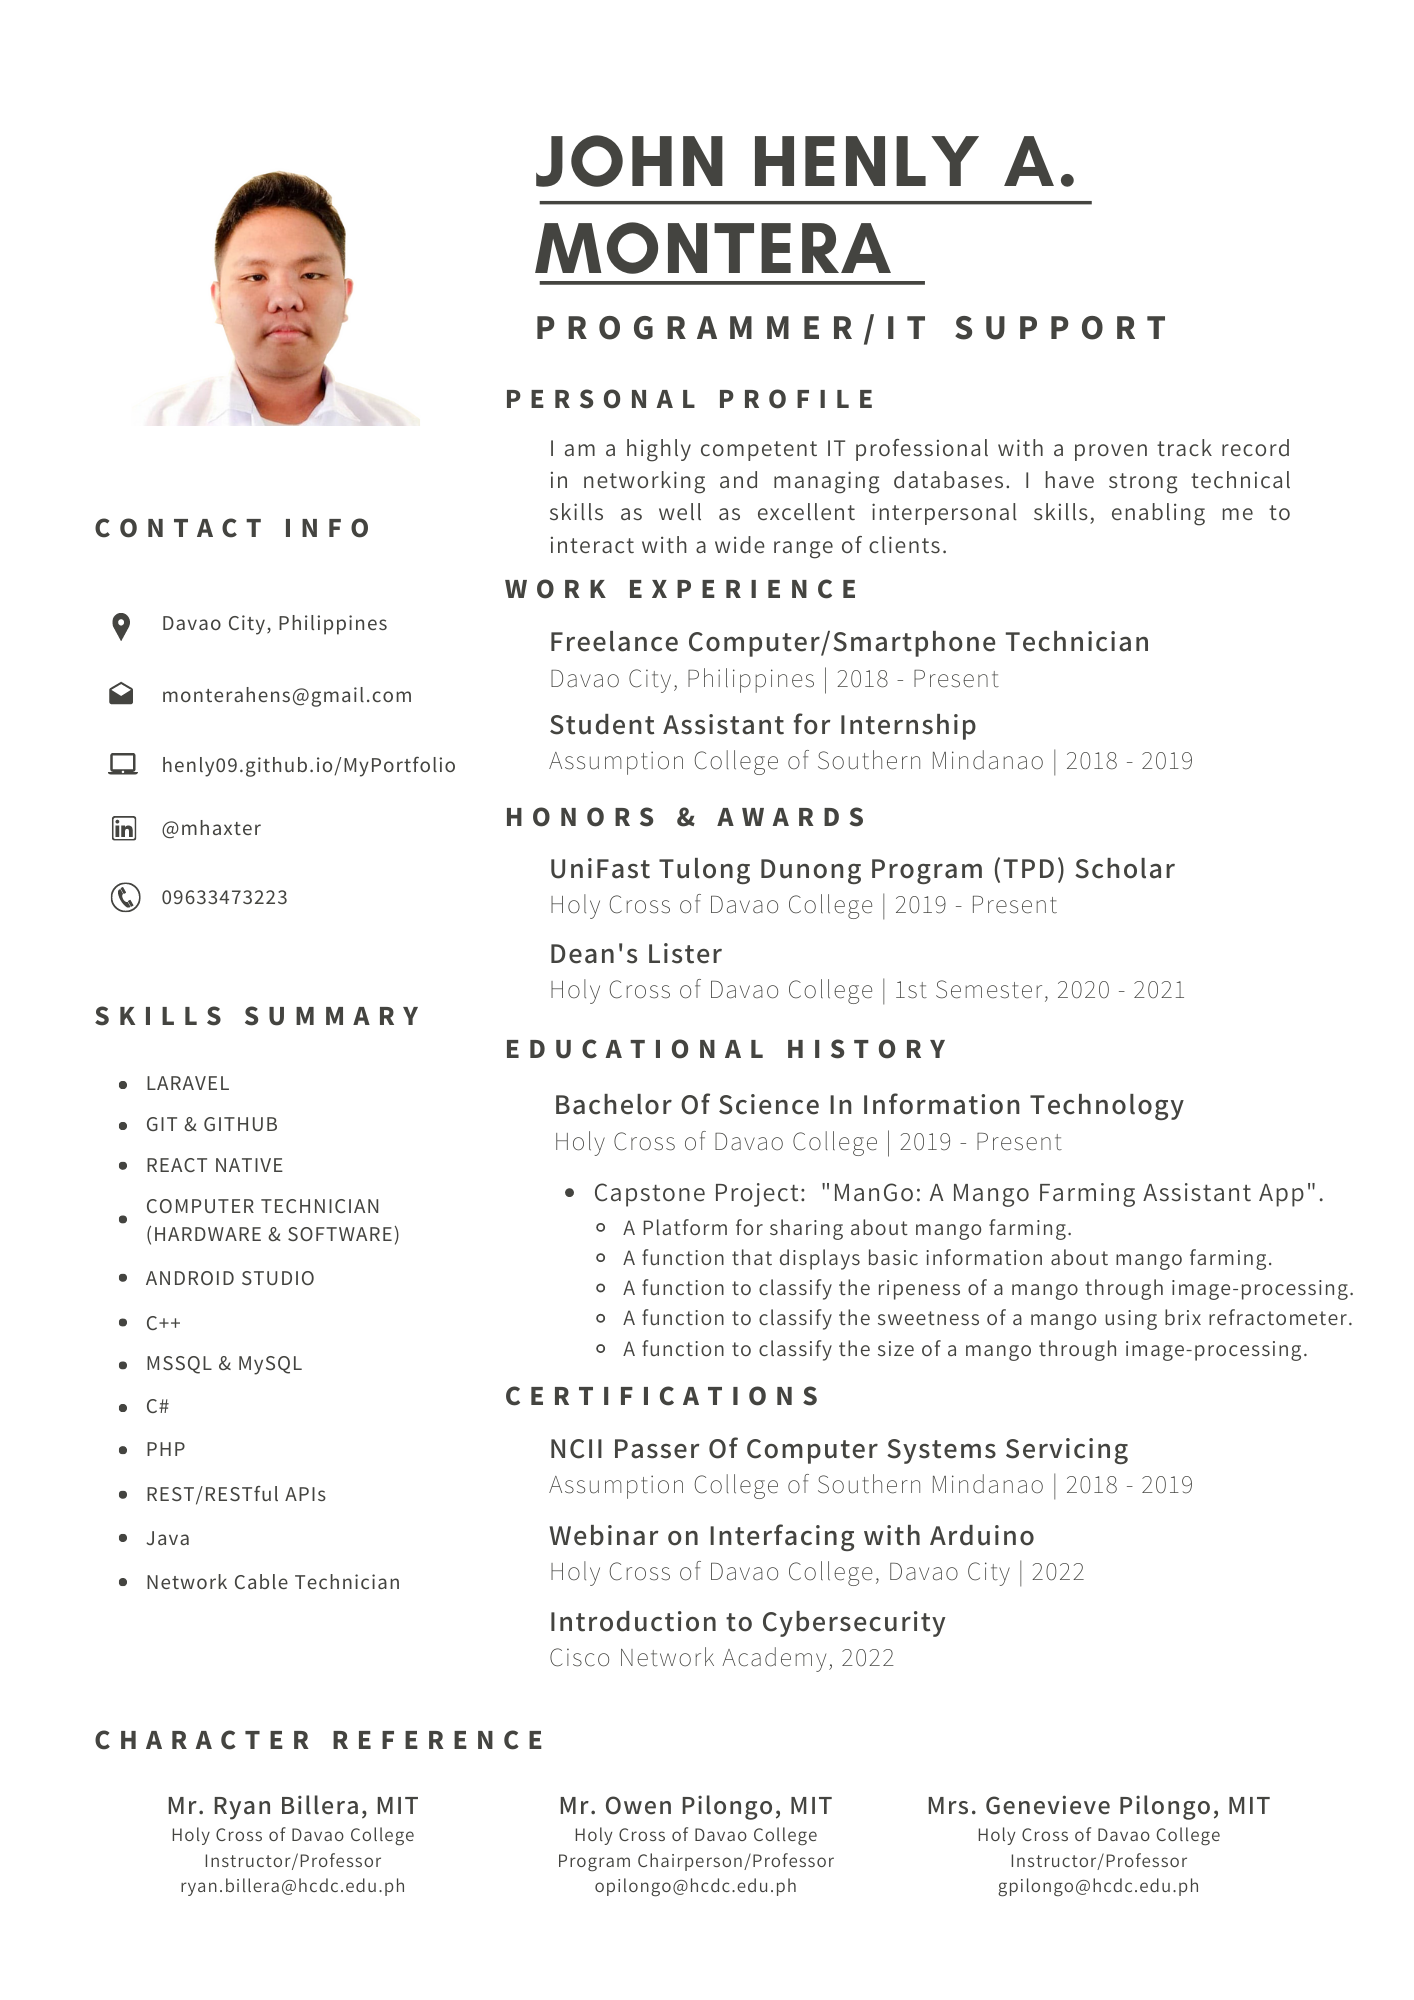 JOHN HENLY A.
MONTERA
PROGRAMMER/IT SUPPORT
CONTACT INFO
Davao City, Philippines
monterahens@gmail.com
henly09.github.io/MyPortfolio
in @mhaxter
09633473223
SKILLS SUMMARY
LARAVEL
GIT & GITHUB
REACT NATIVE
COMPUTER TECHNICIAN
(HARDWARE & SOFTWARE)
ANDROID STUDIO
C++
MSSQL & MySQL
C#
PHP
REST/RESTful APIs
Java
Network Cable Technician
PERSONAL PROFILE
I am a highly competent IT professional with a proven track record
in networking and managing databases. I have strong technical
skills as well as excellent interpersonal skills, enabling me to
interact with a wide range of clients.
WORK EXPERIENCE
Freelance Computer/Smartphone Technician
Davao City, Philippines | 2018 - Present
Student Assistant for Internship
Assumption College of Southern Mindanao | 2018 - 2019
HONORS & AWARDS
UniFast Tulong Dunong Program (TPD) Scholar
Holy Cross of Davao College | 2019 - Present
Dean's Lister
Holy Cross of Davao College | 1st Semester, 2020 - 2021
EDUCATIONAL HISTORY
Bachelor Of Science In Information Technology
Holy Cross of Davao College | 2019 - Present
Capstone Project: "ManGo: A Mango Farming Assistant App".
A Platform for sharing about mango farming.
A function that displays basic information about mango farming.
A function to classify the ripeness of a mango through image-processing.
A function to classify the sweetness of a mango using brix refractometer.
A function to classify the size of a mango through image-processing.
CERTIFICATIONS
NCII Passer Of Computer Systems Servicing
Assumption College of Southern Mindanao | 2018 - 2019
Webinar on Interfacing with Arduino
Holy Cross of Davao College, Davao City | 2022
Introduction to Cybersecurity
Cisco Network Academy, 2022
CHARACTER REFERENCE
Mr. Ryan Billera, MIT
Holy Cross of Davao College
Instructor/Professor
ryan.billera@hcdc.edu.ph
Mr. Owen Pilongo, MIT
Holy Cross of Davao College
Program Chairperson/Professor
opilongo@hcdc.edu.ph
Mrs. Genevieve Pilongo, MIT
Holy Cross of Davao College
Instructor/Professor
gpilongo@hcdc.edu.ph